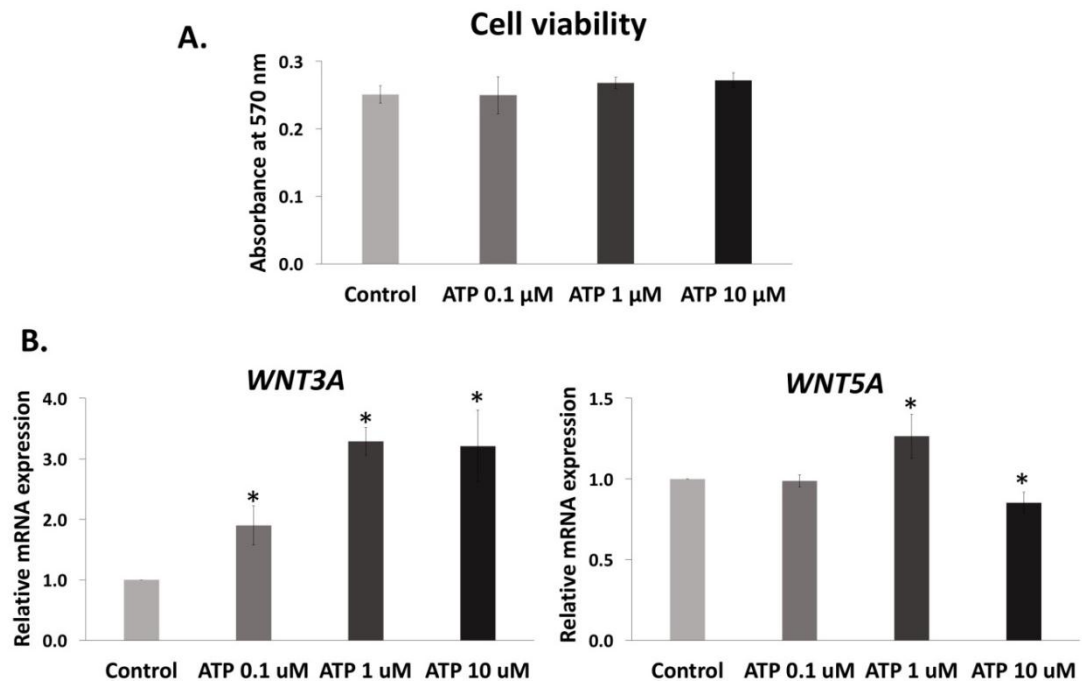 A.
Cell viability
Absorbance at 570 nm
0.3
0.2
0.1
0.0
Control ATP 0.1 µM ATP 1 µM ATP 10 µM
B.
WNT3A
Relative mRNA expression
4.0
3.0
2.0
1.0
0.0
* * *
Control ATP 0.1 uM ATP 1 uM ATP 10 uM
WNT5A
Relative mRNA expression
1.5
1.0
0.5
0.0
* *
Control ATP 0.1 uM ATP 1 uM ATP 10 uM